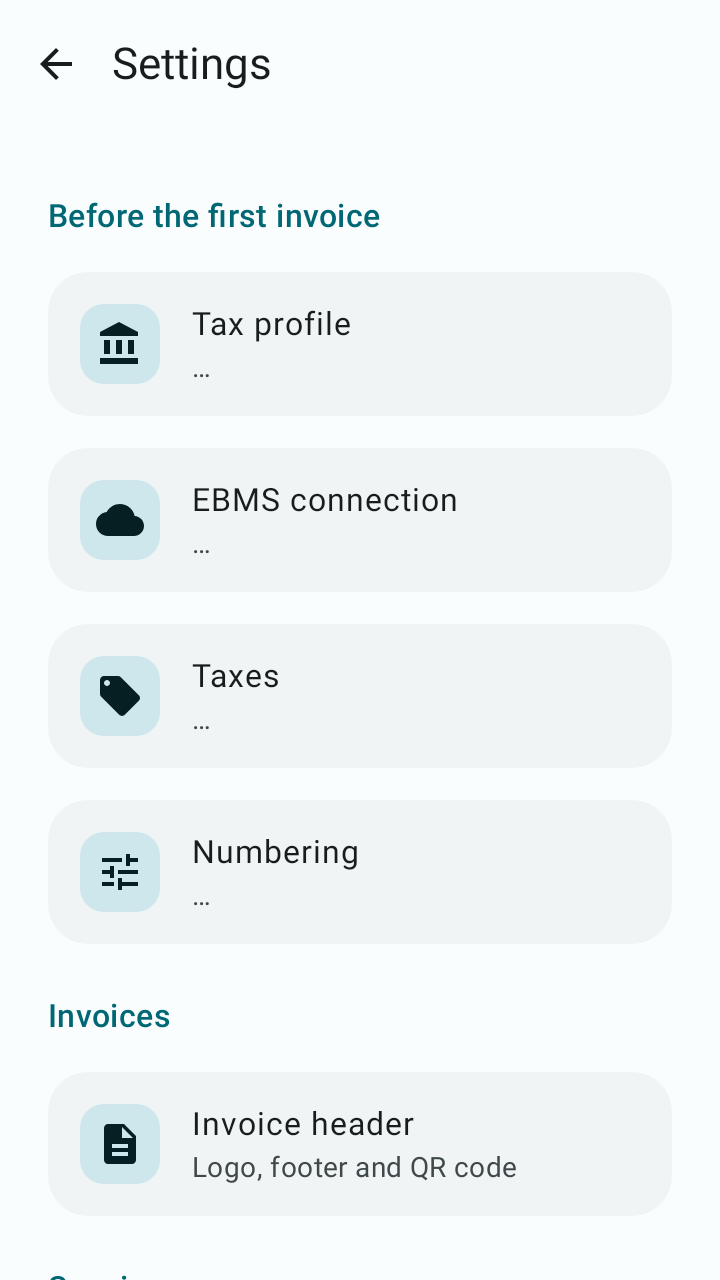 Settings
Before the first invoice
Tax profile
…
EBMS connection
…
Taxes
…
Numbering
…
Invoices
Invoice header
Logo, footer and QR code